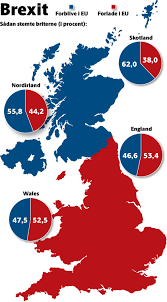 Brexit
Forblive i EU
Forlade i EU
Sådan stemte briterne (i procent):
Skotland
62,0
38,0
Nordirland
55,8
44,2
England
46,6
53,4
Wales
47,5
52,5